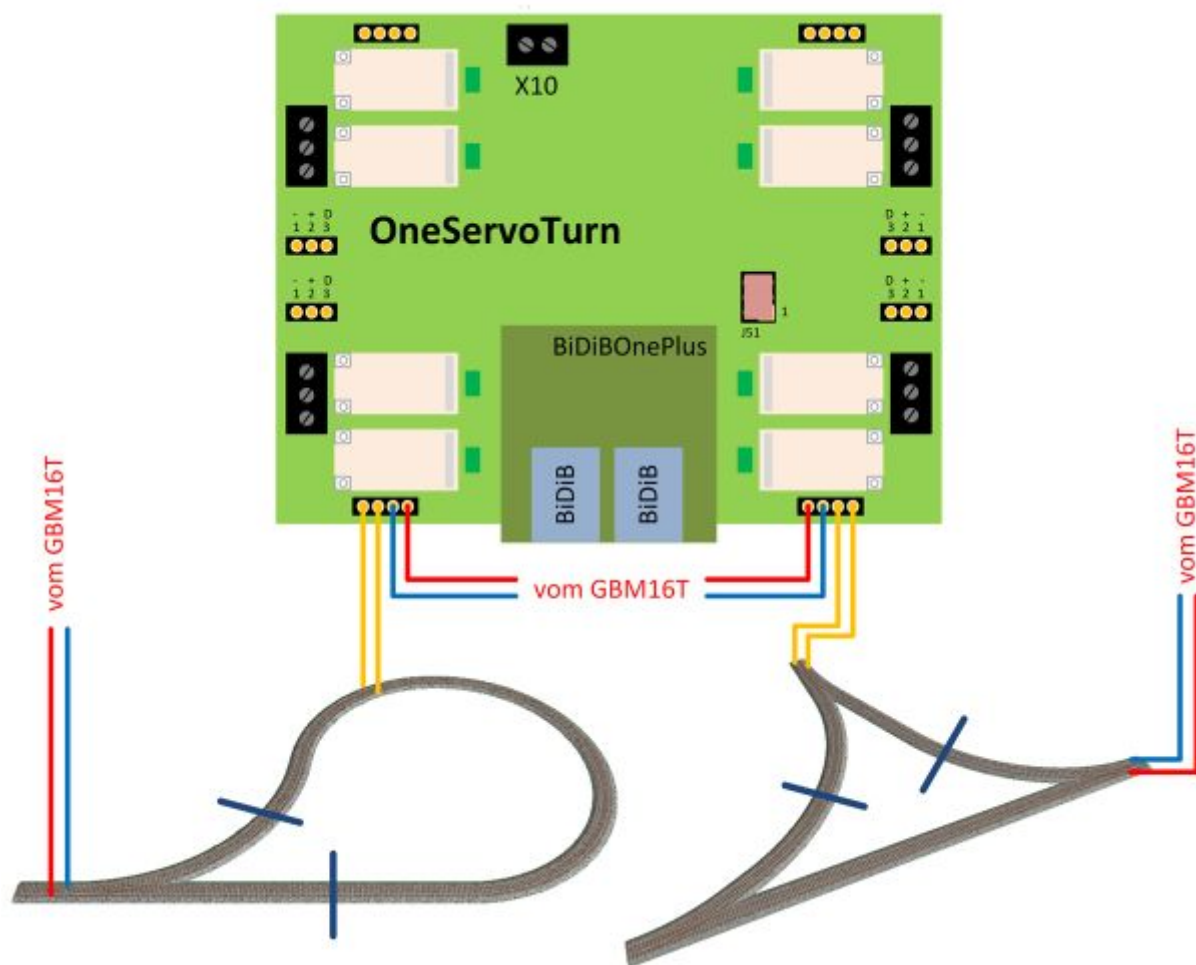 X10
OneServoTurn
- + D
1 2 3
D + -
3 2 1
- + D
1 2 3
D + -
3 2 1
1
JS1
BiDiBOnePlus
BiDiB
BiDiB
vom GBM16T
vom GBM16T
vom GBM16T